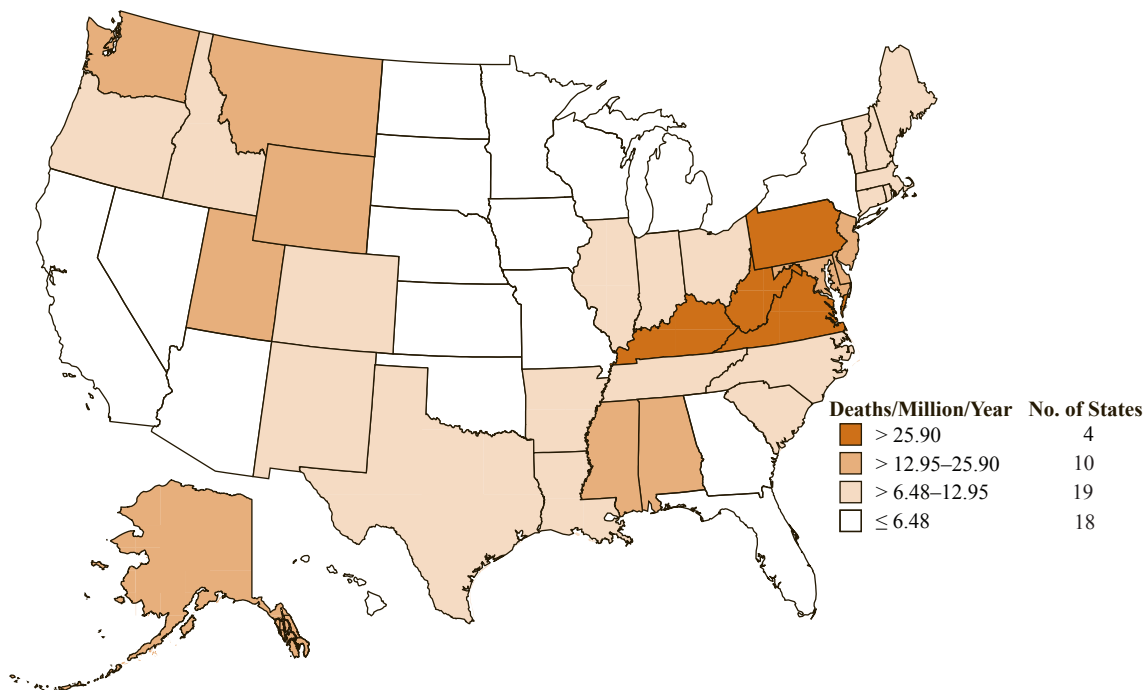 Deaths/Million/Year No. of States
> 25.90 4
> 12.95–25.90 10
> 6.48–12.95 19
≤ 6.48 18